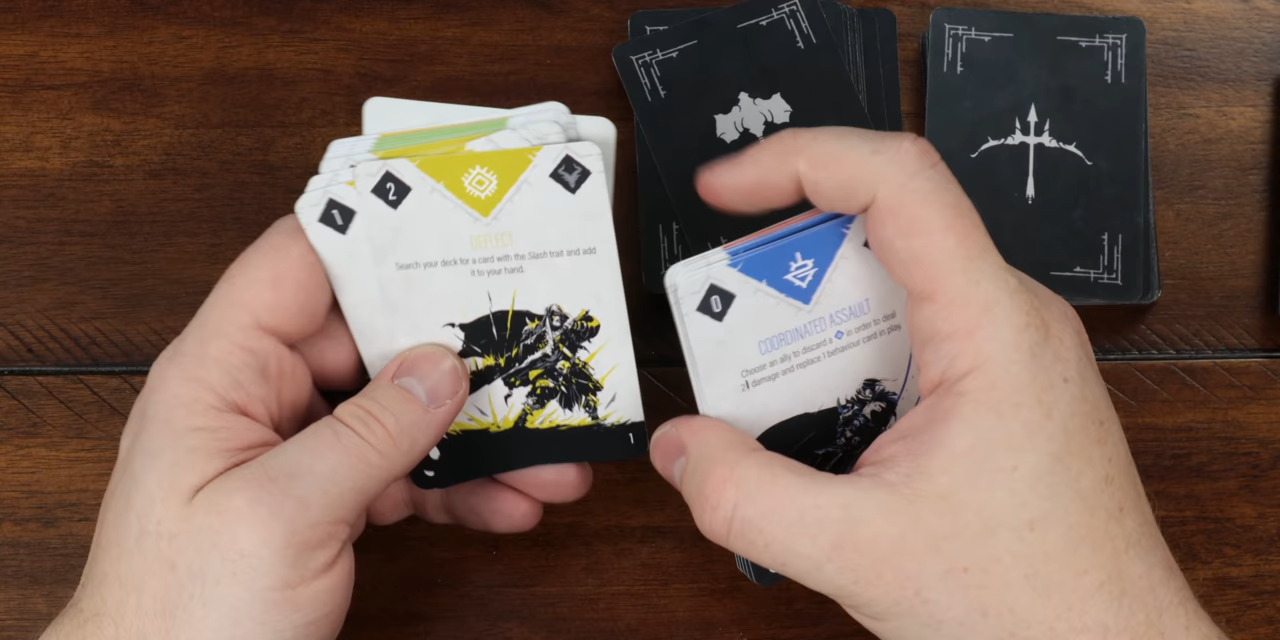 1
2
DEFLECT
Search your deck for a card with the Slash trait and add
it to your hand.
1
0
COORDINATED ASSAULT
Choose an ally to discard a in order to deal
2 damage and replace 1 behaviour card in play